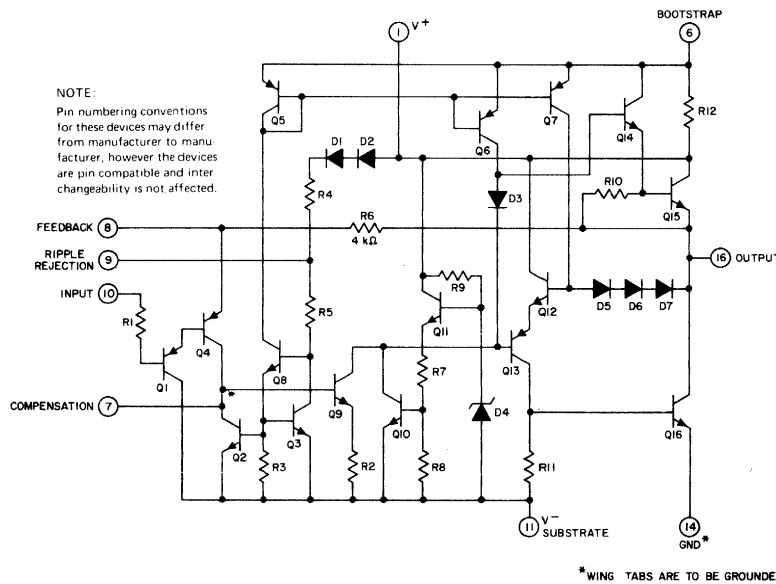 BOOTSTRAP
6
1 V+
NOTE:
Pin numbering conventions
for these devices may differ
from manufacturer to manu-
facturer, however the devices
are pin compatible and inter
changeability is not affected.
Q5
Q7
Q6
Q14
R12
D1 D2
R4
D3
R10
Q15
FEEDBACK 8
R6
4 kΩ
RIPPLE
REJECTION 9
16 OUTPUT
INPUT 10
R9
R1
R5
Q11
Q12
D5 D6 D7
Q4
Q1
Q8
R7
Q13
COMPENSATION 7
*
Q9
Q10
D4
Q16
Q2
Q3
R3
R2
R8
R11
11 V− SUBSTRATE
14
GND*
*WING TABS ARE TO BE GROUNDE